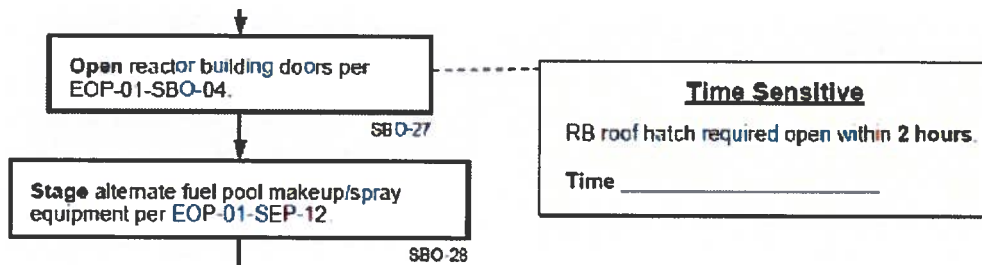 Open reactor building doors per
EOP-01-SBO-04.
SBO-27
Time Sensitive
RB roof hatch required open within 2 hours.
Time
Stage alternate fuel pool makeup/spray
equipment per EOP-01-SEP-12.
SBO-28